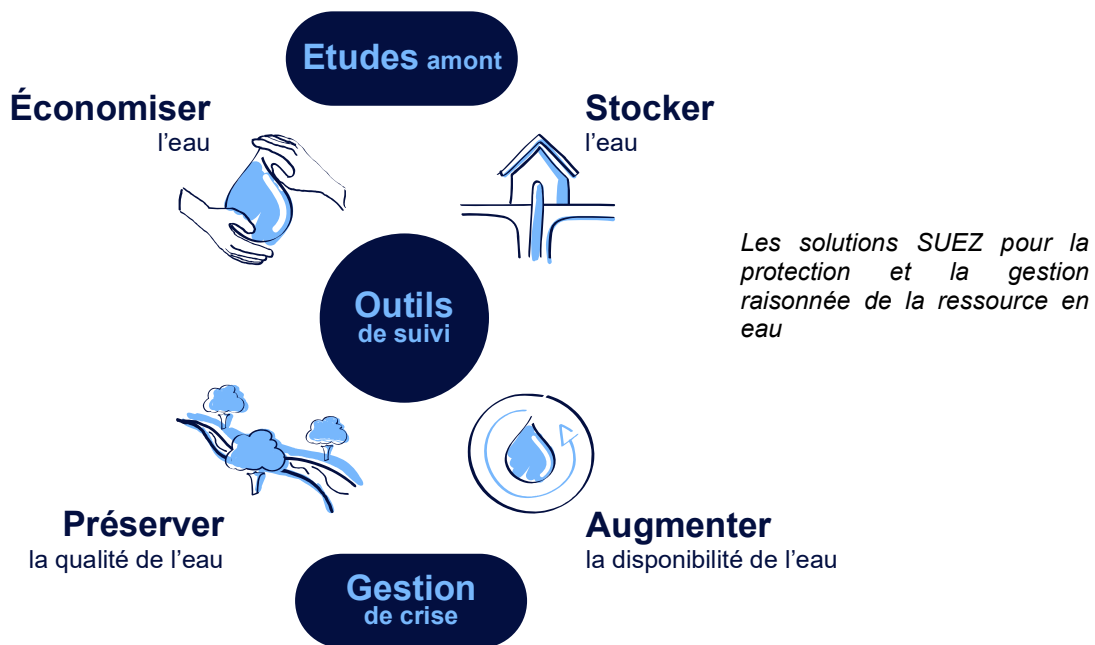 Etudes amont
Économiser
l'eau
Stocker
l'eau
Outils
de suivi
Les solutions SUEZ pour la
protection et la gestion
raisonnée de la ressource en
eau
Préserver
la qualité de l'eau
Augmenter
la disponibilité de l'eau
Gestion
de crise